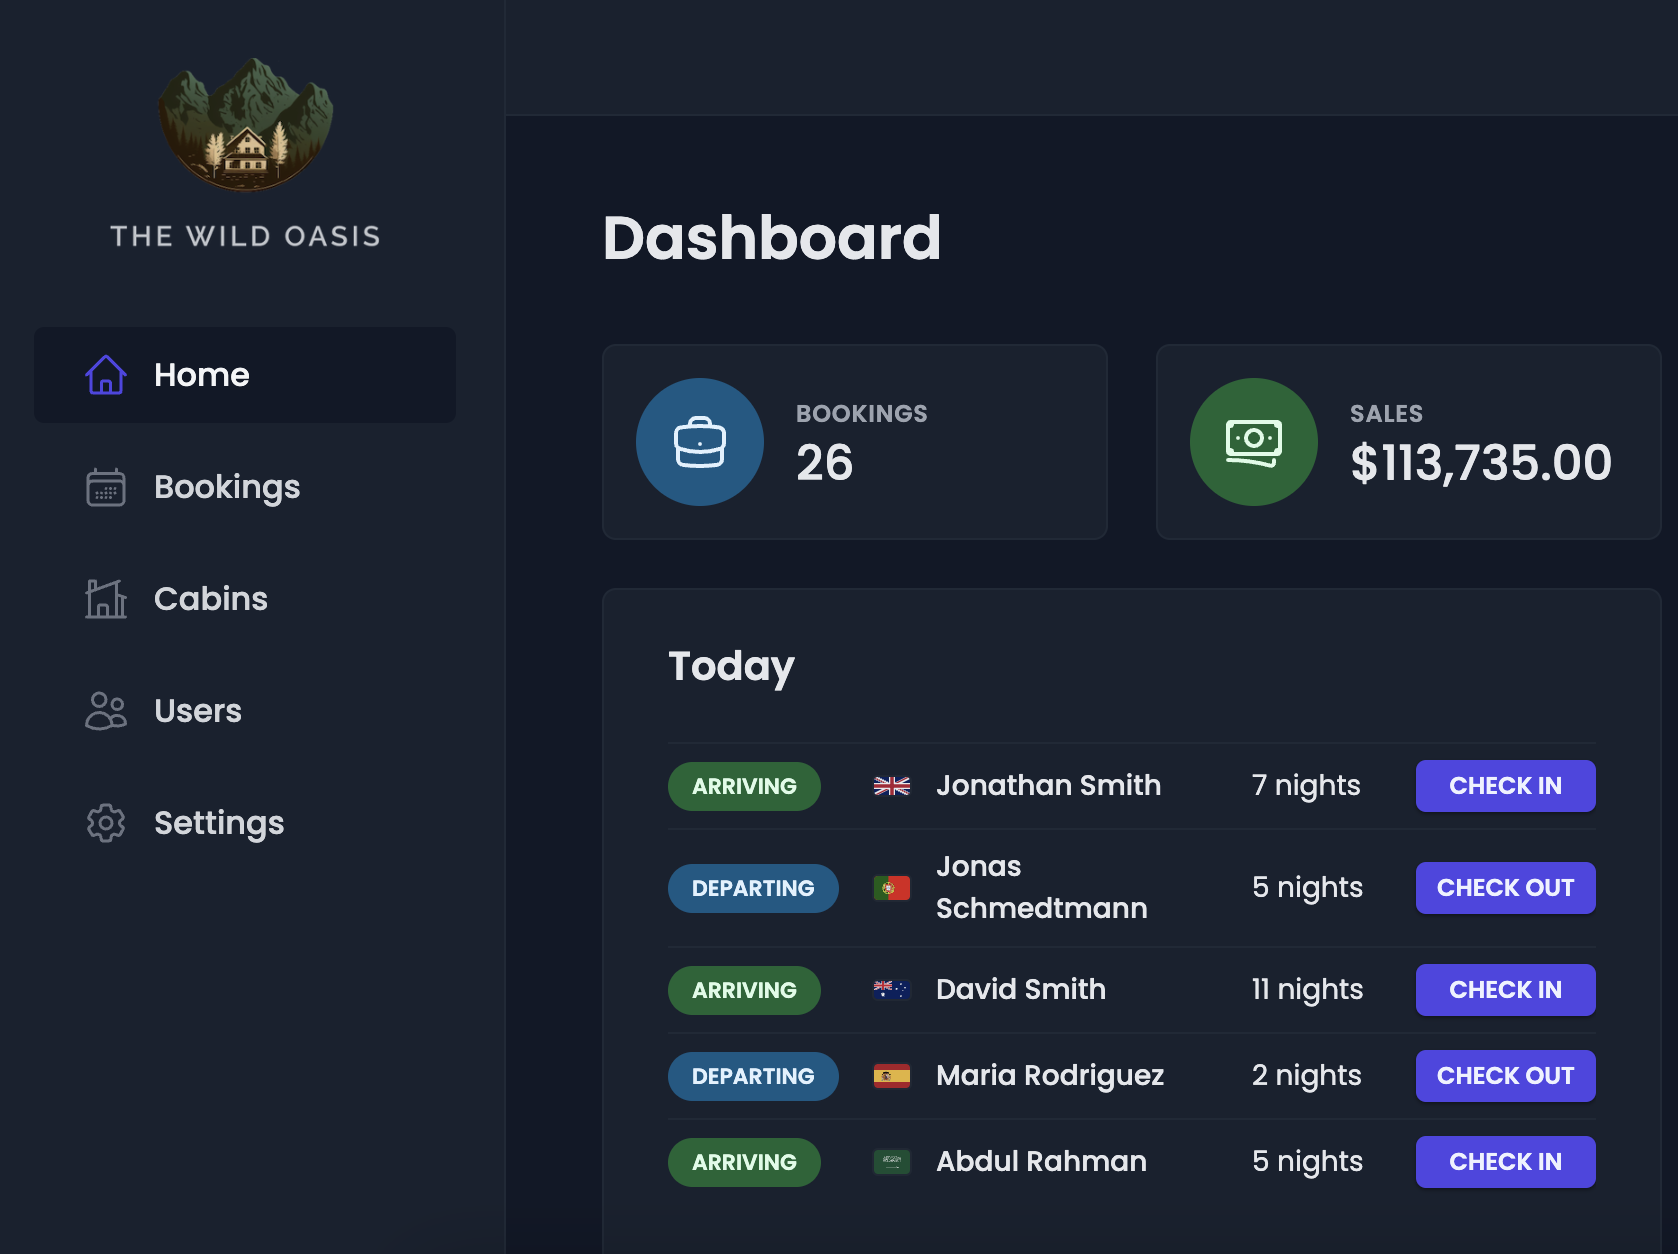 THE WILD OASIS
Home
Bookings
Cabins
Users
Settings
Dashboard
BOOKINGS
26
SALES
$113,735.00
Today
ARRIVING Jonathan Smith 7 nights CHECK IN
DEPARTING Jonas
Schmedtmann 5 nights CHECK OUT
ARRIVING David Smith 11 nights CHECK IN
DEPARTING Maria Rodriguez 2 nights CHECK OUT
ARRIVING Abdul Rahman 5 nights CHECK IN